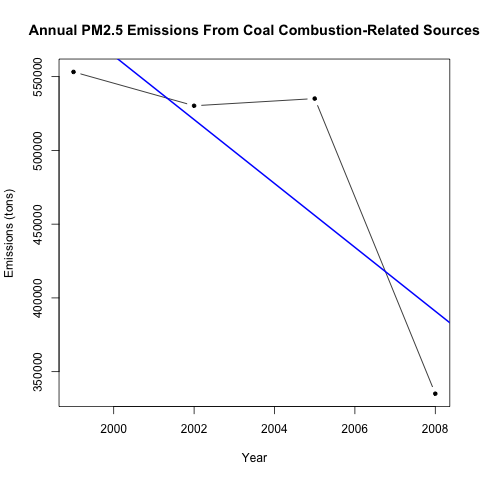 Annual PM2.5 Emissions From Coal Combustion-Related Sources
550000
500000
450000
400000
350000
Emissions (tons)
2000 2002 2004 2006 2008
Year